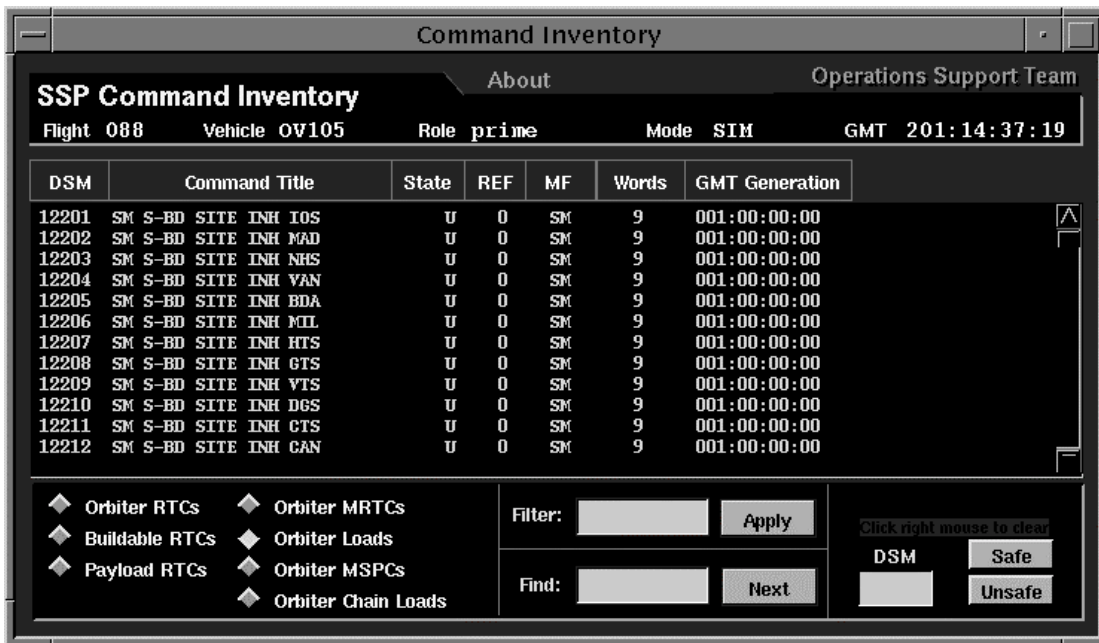 Command Inventory
About
Operations Support Team
SSP Command Inventory
Flight 088 Vehicle OV105 Role prime Mode SIM GMT 201:14:37:19
DSM Command Title State REF MF Words GMT Generation
12201 SM S-BD SITE INH IOS U 0 SM 9 001:00:00:00
12202 SM S-BD SITE INH MAD U 0 SM 9 001:00:00:00
12203 SM S-BD SITE INH NHS U 0 SM 9 001:00:00:00
12204 SM S-BD SITE INH VAN U 0 SM 9 001:00:00:00
12205 SM S-BD SITE INH BDA U 0 SM 9 001:00:00:00
12206 SM S-BD SITE INH MIL U 0 SM 9 001:00:00:00
12207 SM S-BD SITE INH HTS U 0 SM 9 001:00:00:00
12208 SM S-BD SITE INH GTS U 0 SM 9 001:00:00:00
12209 SM S-BD SITE INH VTS U 0 SM 9 001:00:00:00
12210 SM S-BD SITE INH DGS U 0 SM 9 001:00:00:00
12211 SM S-BD SITE INH CTS U 0 SM 9 001:00:00:00
12212 SM S-BD SITE INH CAN U 0 SM 9 001:00:00:00
Orbiter RTCs Orbiter MRTCs
Buildable RTCs Orbiter Loads
Payload RTCs Orbiter MSPCs
Orbiter Chain Loads
Filter: Apply
Find: Next
Click right mouse to clear
DSM Safe
Unsafe